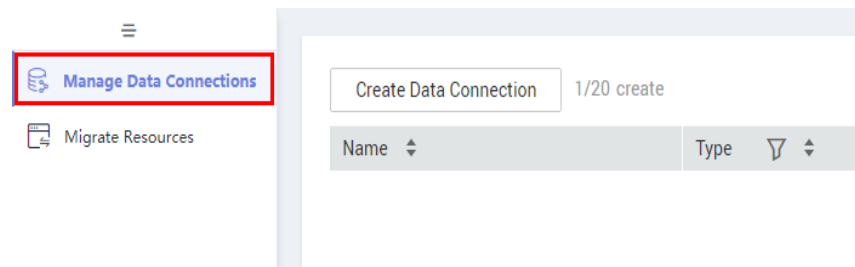 Manage Data Connections
Migrate Resources
Create Data Connection 1/20 create
Name Type